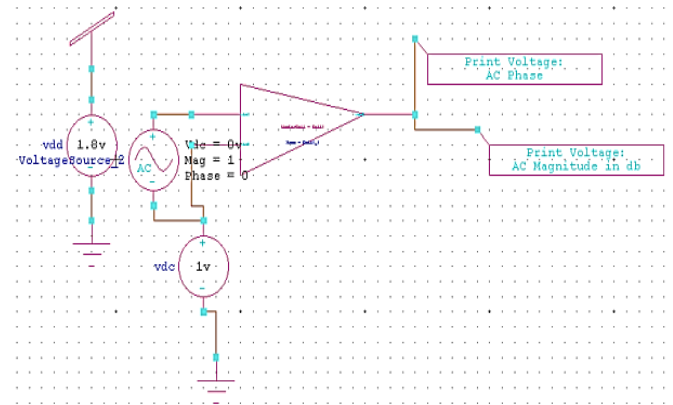 Print Voltage:
AC Phase
vdd
1.8v
VoltageSource_2
AC
Vdc = 0v
Mag = 1
Phase = 0
Print Voltage:
AC Magnitude in db
vdc
1v